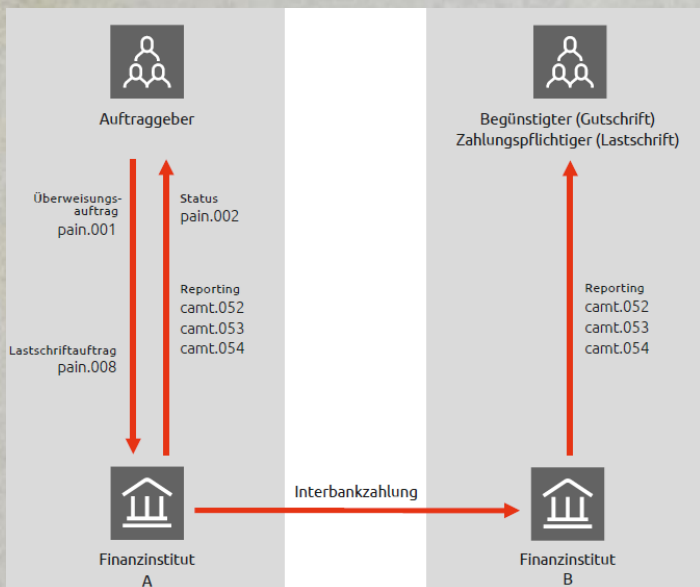 Auftraggeber
Begünstigter (Gutschrift)
Zahlungspflichtiger (Lastschrift)
Überweisungs-
auftrag
pain.001
Status
pain.002
Reporting
camt.052
camt.053
camt.054
Lastschriftauftrag
pain.008
Reporting
camt.052
camt.053
camt.054
Interbankzahlung
Finanzinstitut
A
Finanzinstitut
B